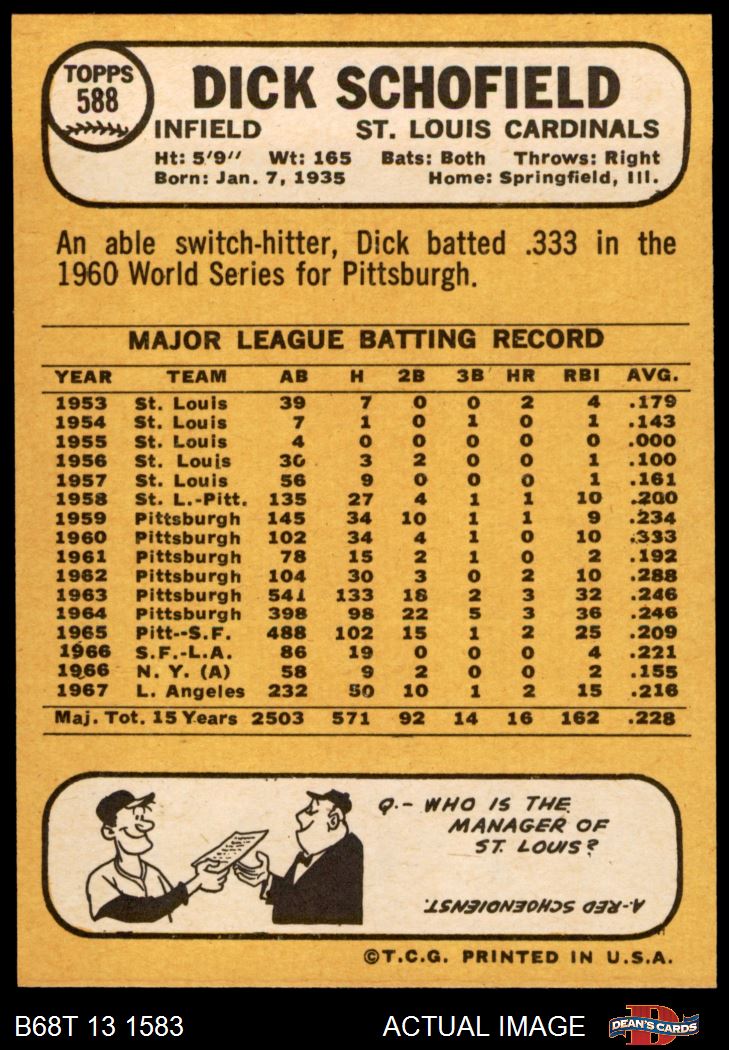 TOPPS
588
DICK SCHOFIELD
INFIELD ST. LOUIS CARDINALS
Ht: 5'9" Wt: 165 Bats: Both Throws: Right
Born: Jan. 7, 1935 Home: Springfield, Ill.
An able switch-hitter, Dick batted .333 in the
1960 World Series for Pittsburgh.
MAJOR LEAGUE BATTING RECORD
YEAR TEAM AB H 2B 3B HR RBI AVG.
1953 St. Louis 39 7 0 0 2 4 .179
1954 St. Louis 7 1 0 1 0 1 .143
1955 St. Louis 4 0 0 0 0 0 .000
1956 St. Louis 30 3 2 0 0 1 .100
1957 St. Louis 56 9 0 0 0 1 .161
1958 St. L.-Pitt. 135 27 4 1 1 10 .200
1959 Pittsburgh 145 34 10 1 1 9 .234
1960 Pittsburgh 102 34 4 1 0 10 .333
1961 Pittsburgh 78 15 2 1 0 2 .192
1962 Pittsburgh 104 30 3 0 2 10 .288
1963 Pittsburgh 541 133 18 2 3 32 .246
1964 Pittsburgh 398 98 22 5 3 36 .246
1965 Pitt--S.F. 488 102 15 1 2 25 .209
1966 S.F.-L.A. 86 19 0 0 0 4 .221
1966 N. Y. (A) 58 9 2 0 0 2 .155
1967 L. Angeles 232 50 10 1 2 15 .216
Maj. Tot. 15 Years 2503 571 92 14 16 162 .228
Q.- WHO IS THE
MANAGER OF
ST. LOUIS?
A-RED SCHOENDIENST.
©T.C.G. PRINTED IN U.S.A.
B68T 13 1583 ACTUAL IMAGE DEAN'S CARDS